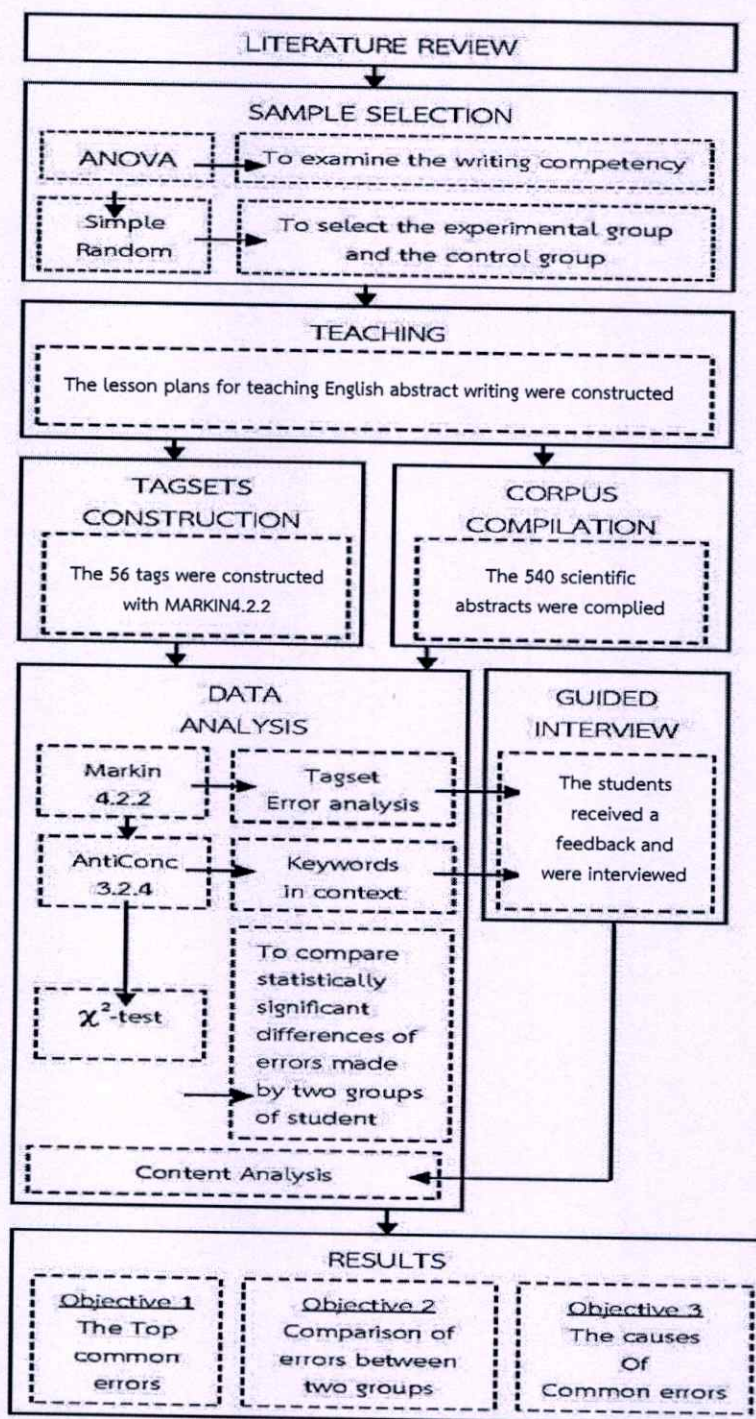 LITERATURE REVIEW
SAMPLE SELECTION
ANOVA
To examine the writing competency
Simple
Random
To select the experimental group
and the control group
TEACHING
The lesson plans for teaching English abstract writing were constructed
TAGSETS
CONSTRUCTION
The 56 tags were constructed
with MARKIN4.2.2
CORPUS
COMPILATION
The 540 scientific
abstracts were complied
DATA
ANALYSIS
Markin
4.2.2
Tagset
Error analysis
AntiConc
3.2.4
Keywords
in context
χ²-test
To compare
statistically
significant
differences of
errors made
by two groups
of student
Content Analysis
GUIDED
INTERVIEW
The students
received a
feedback and
were interviewed
RESULTS
Objective 1
The Top
common
errors
Objective 2
Comparison of
errors between
two groups
Objective 3
The causes
Of
Common errors